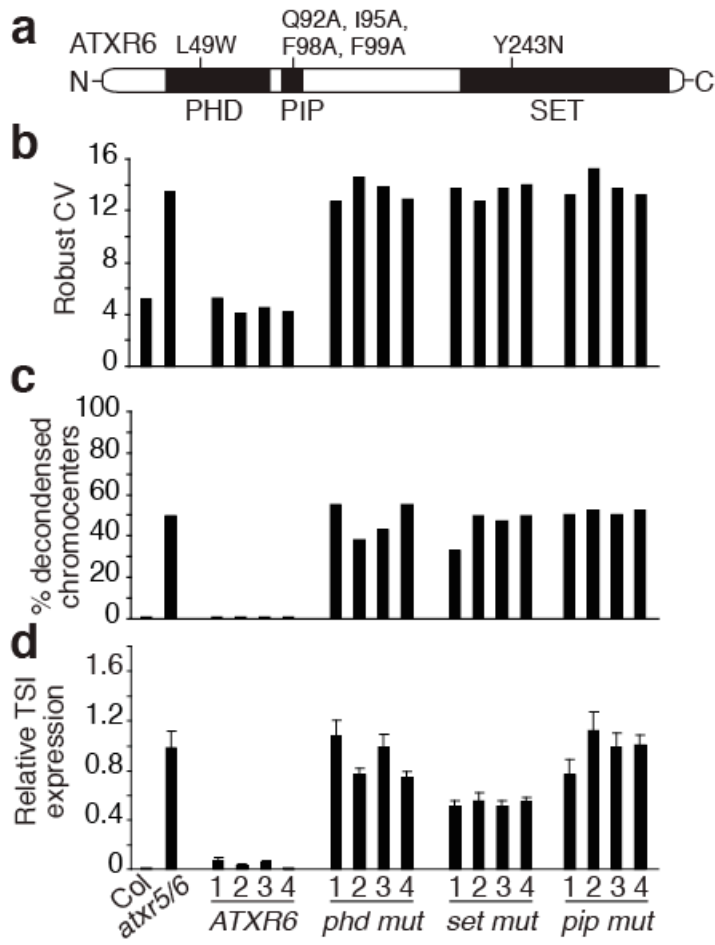 a
Q92A, I95A,
ATXR6 L49W F98A, F99A Y243N
N C
PHD PIP SET
b
Robust CV
16
12
8
4
0
c
% decondensed
chromocenters
100
80
60
40
20
0
d
Relative TSI
expression
1.6
1.2
0.8
0.4
0
Col
atxr5/6
1 2 3 4 1 2 3 4 1 2 3 4 1 2 3 4
ATXR6 phd mut set mut pip mut